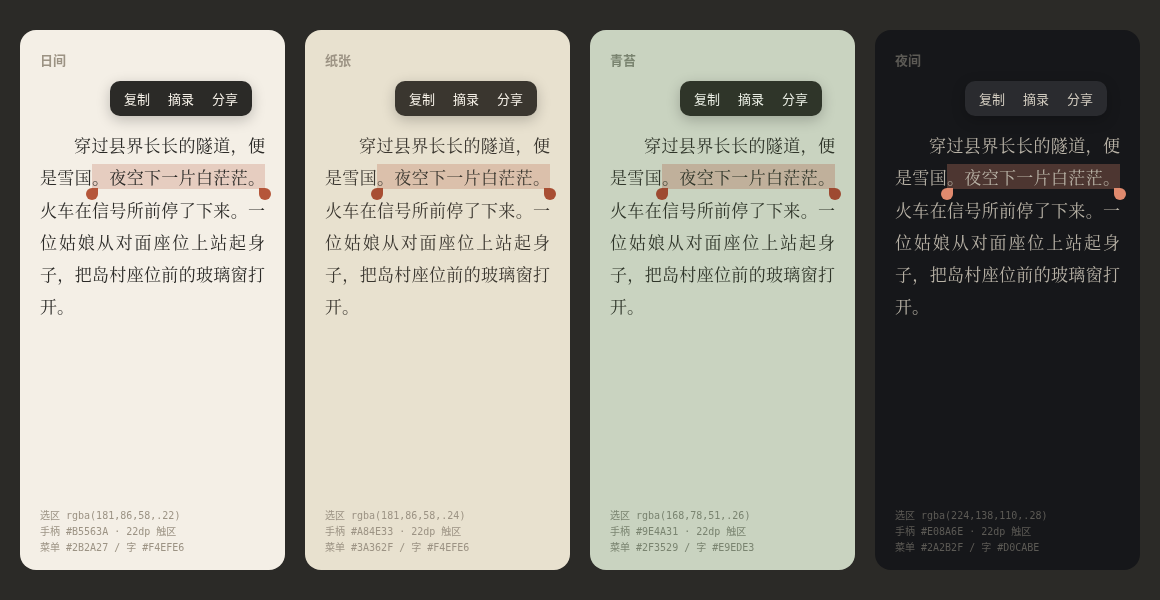 日间
复制 摘录 分享
穿过县界长长的隧道，便
是雪国。夜空下一片白茫茫。
火车在信号所前停了下来。一
位姑娘从对面座位上站起身
子，把岛村座位前的玻璃窗打
开。
选区 rgba(181,86,58,.22)
手柄 #B5563A · 22dp 触区
菜单 #2B2A27 / 字 #F4EFE6
纸张
复制 摘录 分享
穿过县界长长的隧道，便
是雪国。夜空下一片白茫茫。
火车在信号所前停了下来。一
位姑娘从对面座位上站起身
子，把岛村座位前的玻璃窗打
开。
选区 rgba(181,86,58,.24)
手柄 #A84E33 · 22dp 触区
菜单 #3A362F / 字 #F4EFE6
青苔
复制 摘录 分享
穿过县界长长的隧道，便
是雪国。夜空下一片白茫茫。
火车在信号所前停了下来。一
位姑娘从对面座位上站起身
子，把岛村座位前的玻璃窗打
开。
选区 rgba(168,78,51,.26)
手柄 #9E4A31 · 22dp 触区
菜单 #2F3529 / 字 #E9EDE3
夜间
复制 摘录 分享
穿过县界长长的隧道，便
是雪国。夜空下一片白茫茫。
火车在信号所前停了下来。一
位姑娘从对面座位上站起身
子，把岛村座位前的玻璃窗打
开。
选区 rgba(224,138,110,.28)
手柄 #E08A6E · 22dp 触区
菜单 #2A2B2F / 字 #D0CABE